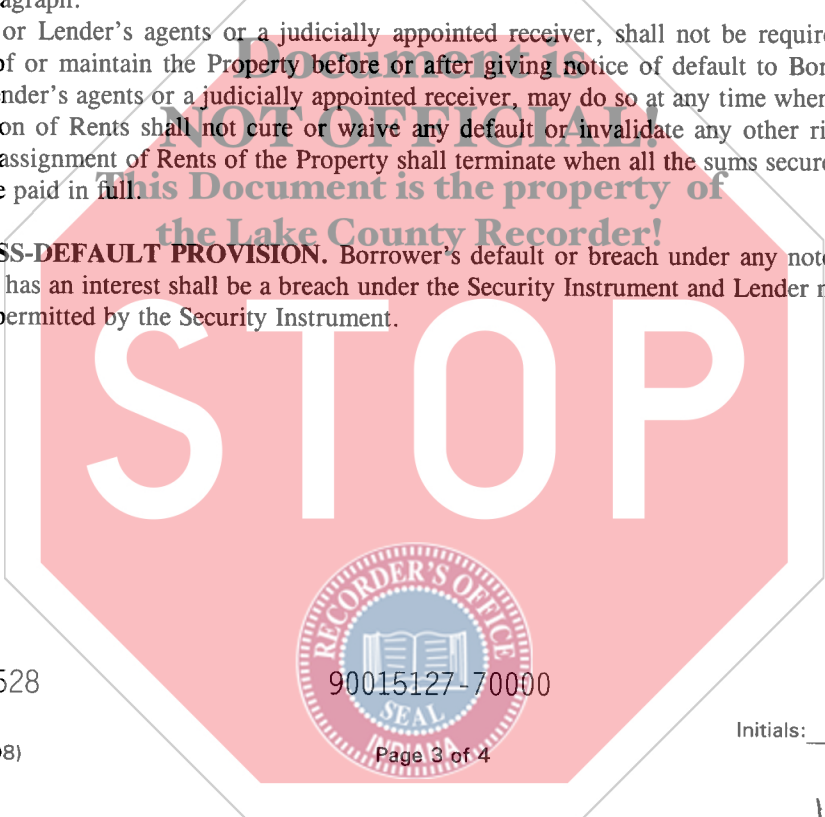 agraph.
or Lender's agents or a judicially appointed receiver, shall not be require
Document is
of or maintain the Property before or after giving notice of default to Bor
nder's agents or a judicially appointed receiver, may do so at any time when
NOT OFFICIAL!
on of Rents shall not cure or waive any default or invalidate any other ri
assignment of Rents of the Property shall terminate when all the sums secure
e paid in full.
This Document is the property of
the Lake County Recorder!
SS-DEFAULT PROVISION. Borrower's default or breach under any note
has an interest shall be a breach under the Security Instrument and Lender m
permitted by the Security Instrument.
STOP
RECORDER'S OFFICE
528
90015127-70000
SEAL
Initials:
INDIANA
98)
Page 3 of 4